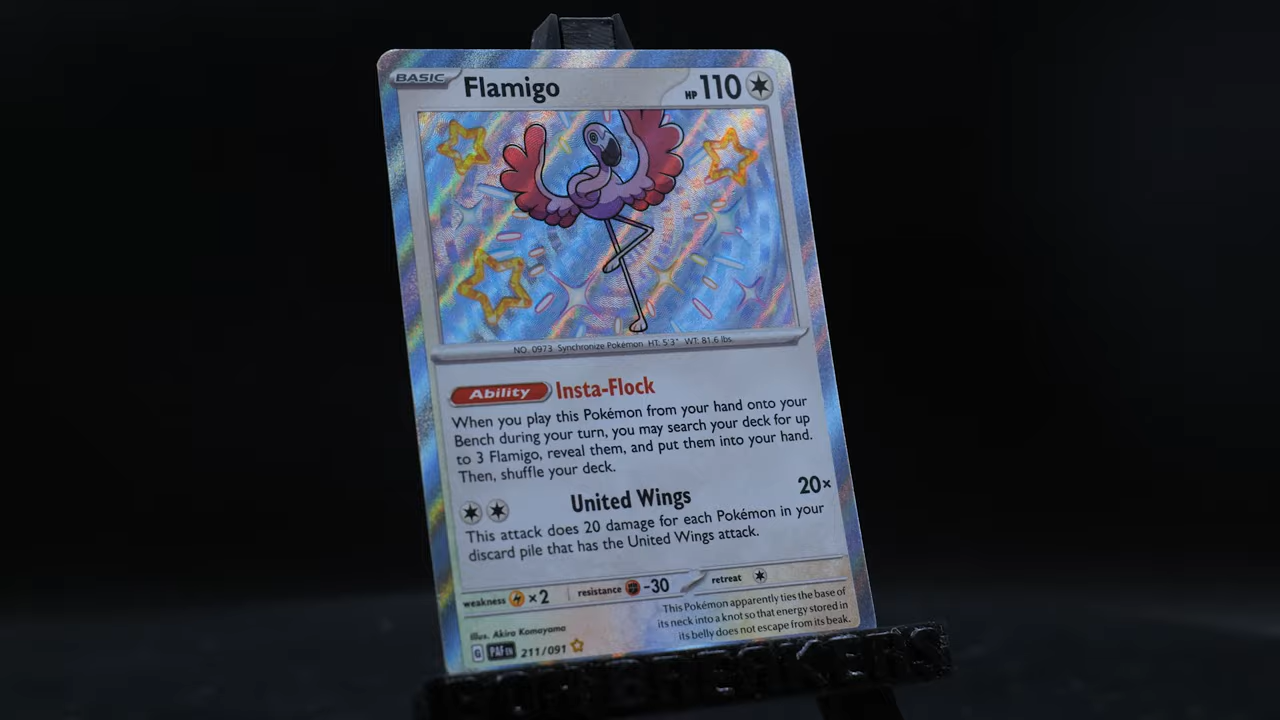 BASIC Flamigo HP 110
NO. 0973 Synchronize Pokémon HT: 5'3" WT: 81.6 lbs.
Ability Insta-Flock
When you play this Pokémon from your hand onto your
Bench during your turn, you may search your deck for up
to 3 Flamigo, reveal them, and put them into your hand.
Then, shuffle your deck.
United Wings 20×
This attack does 20 damage for each Pokémon in your
discard pile that has the United Wings attack.
weakness ×2 resistance -30 retreat
This Pokémon apparently ties the base of
its neck into a knot so that energy stored in
its belly does not escape from its beak.
Illus. Akira Komayama
G PAF EN 211/091
BREAKERS